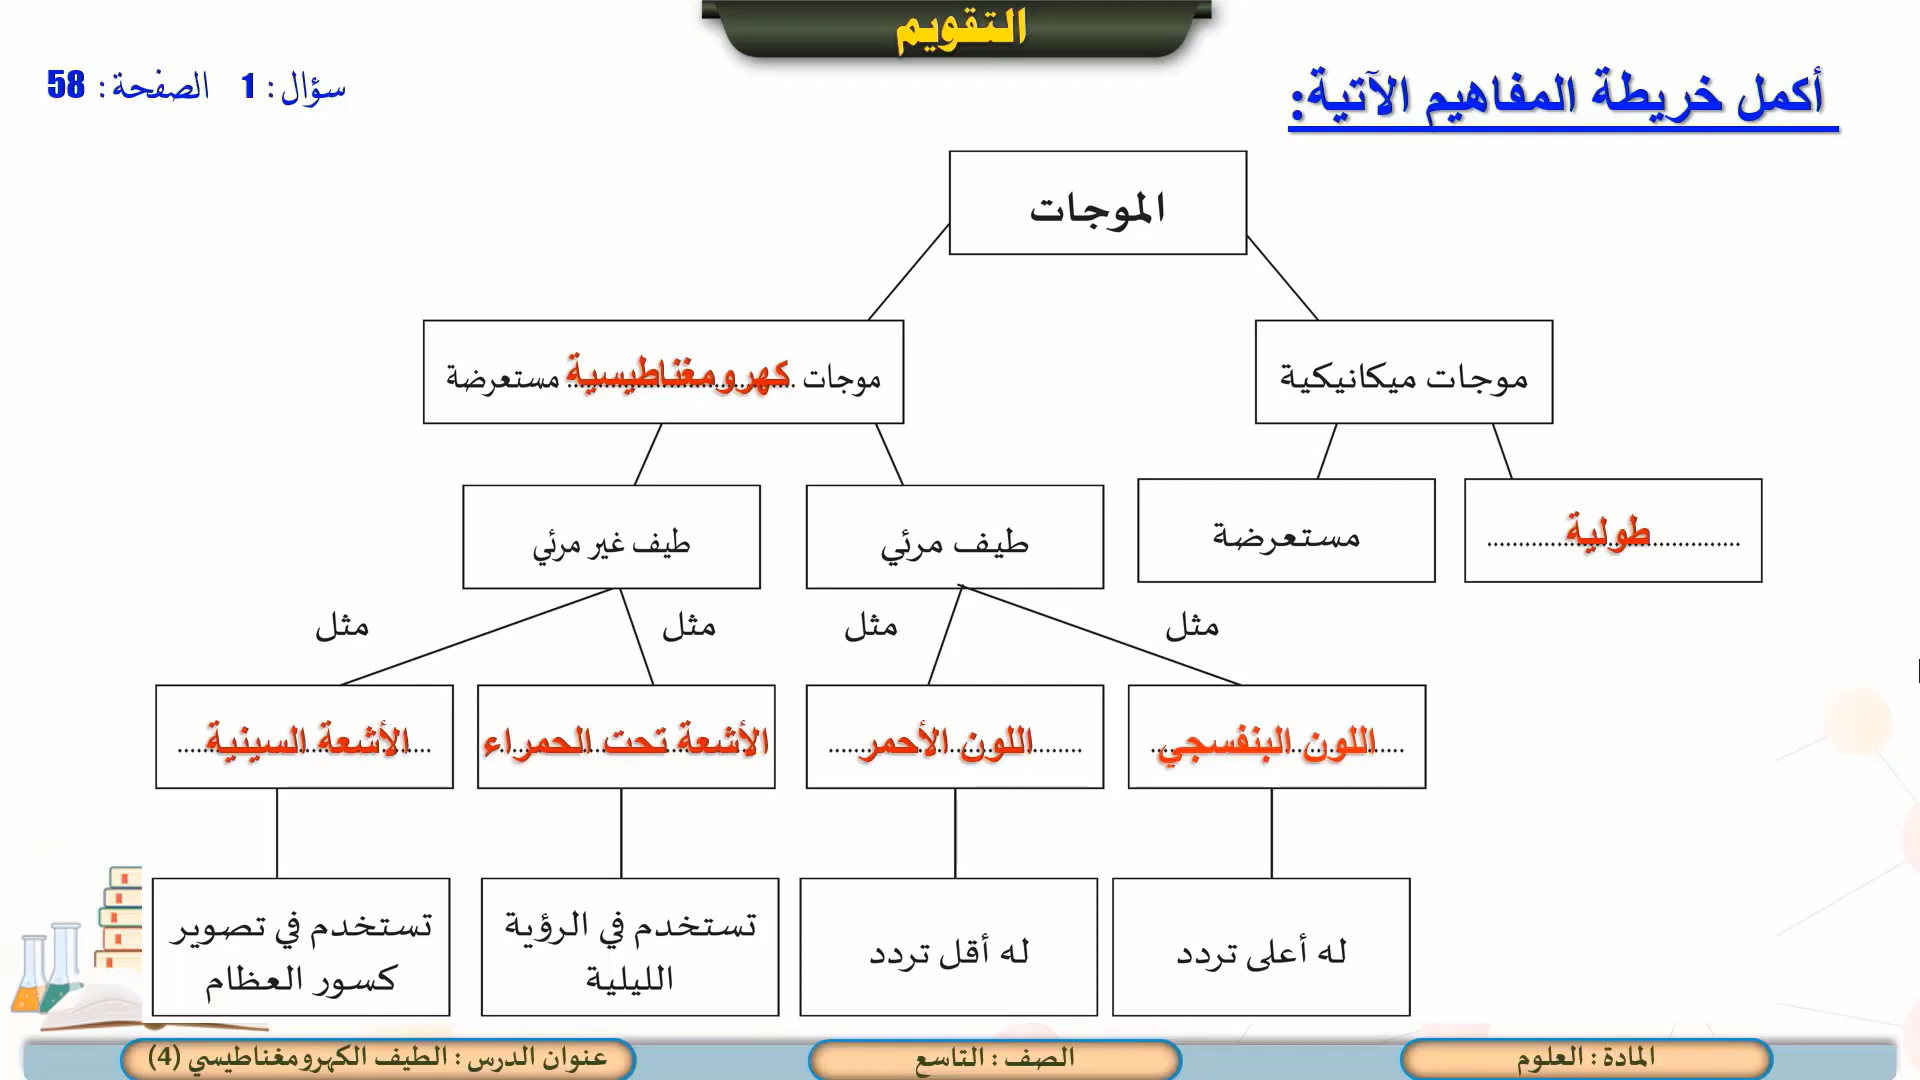 التقويم
أكمل خريطة المفاهيم الآتية:
سؤال: 1 الصفحة: 58
الموجات
موجات ميكانيكية
موجات كهرومغناطيسية مستعرضة
طولية
مستعرضة
طيف مرئي
طيف غير مرئي
مثل
مثل
مثل
مثل
اللون البنفسجي
اللون الأحمر
الأشعة تحت الحمراء
الأشعة السينية
له أعلى تردد
له أقل تردد
تستخدم في الرؤية
الليلية
تستخدم في تصوير
كسور العظام
المادة : العلوم
الصف : التاسع
عنوان الدرس : الطيف الكهرومغناطيسي (4)